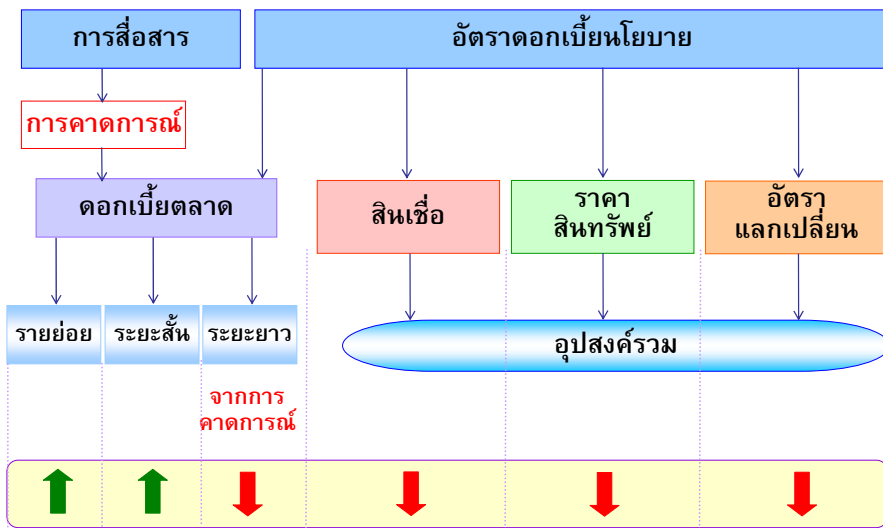 การสื่อสาร
อัตราดอกเบี้ยนโยบาย
การคาดการณ์
ดอกเบี้ยตลาด
สินเชื่อ
ราคา
สินทรัพย์
อัตรา
แลกเปลี่ยน
รายย่อย
ระยะสั้น
ระยะยาว
อุปสงค์รวม
จากการ
คาดการณ์